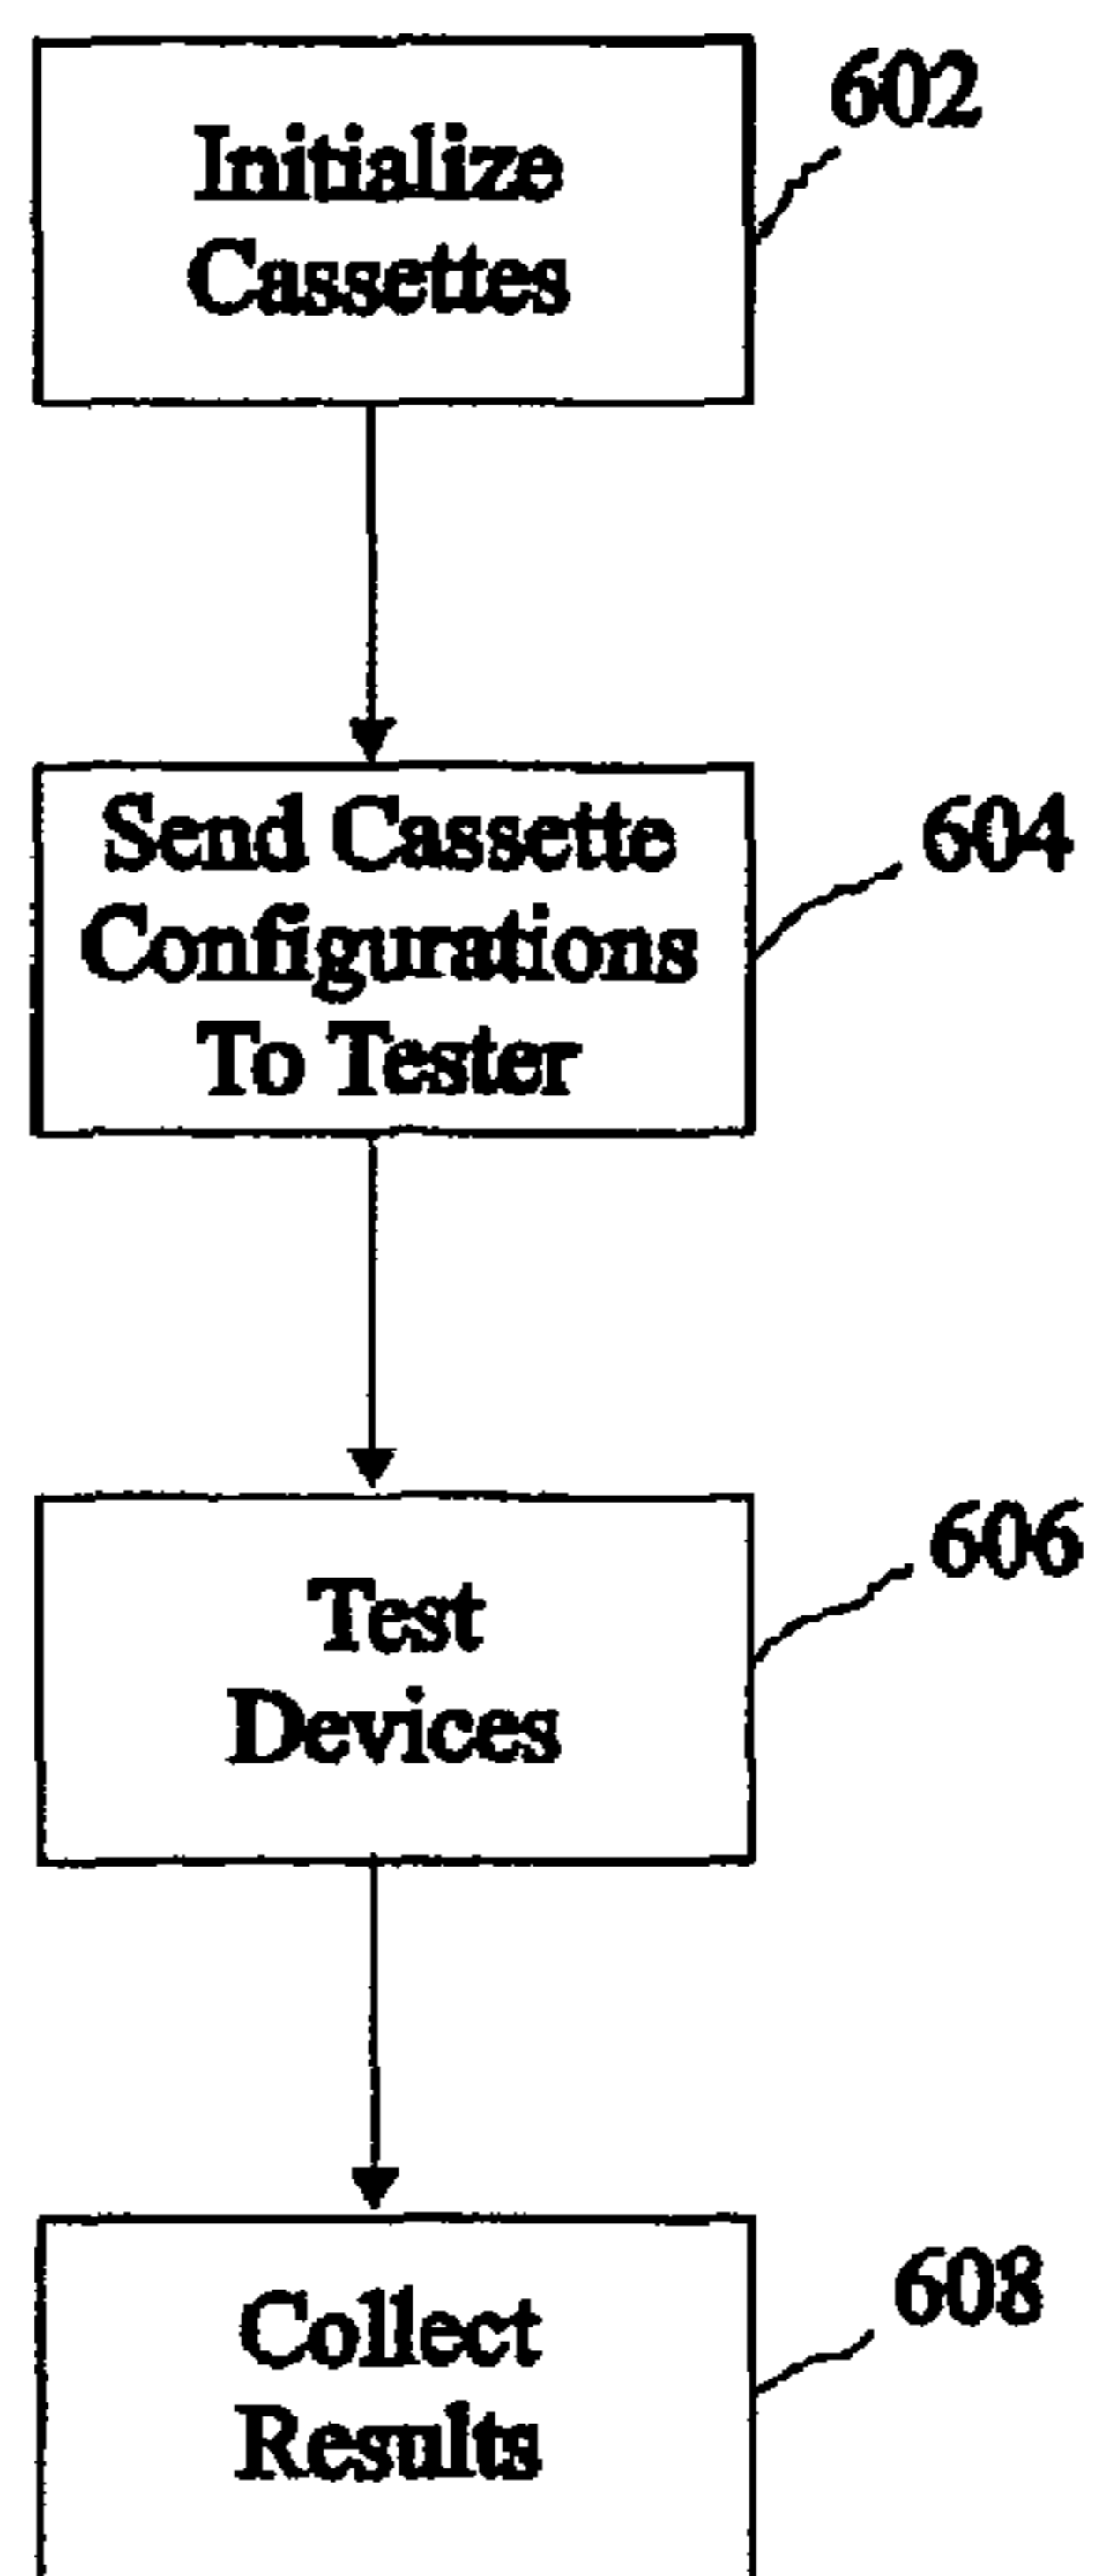 602
Initialize
Cassettes
604
Send Cassette
Configurations
To Tester
606
Test
Devices
608
Collect
Results